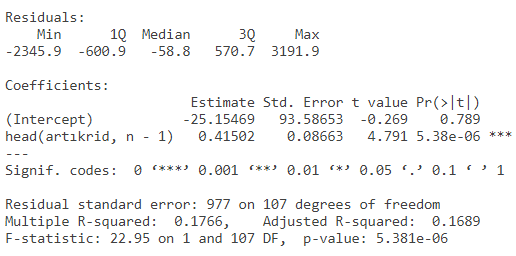 Residuals:
    Min      1Q  Median      3Q     Max
-2345.9  -600.9   -58.8   570.7  3191.9

Coefficients:
                      Estimate Std. Error t value Pr(>|t|)
(Intercept)          -25.15469   93.58653  -0.269    0.789
head(artıkrid, n - 1)   0.41502    0.08663   4.791 5.38e-06 ***
---
Signif. codes:  0 ‘***’ 0.001 ‘**’ 0.01 ‘*’ 0.05 ‘.’ 0.1 ‘ ’ 1

Residual standard error: 977 on 107 degrees of freedom
Multiple R-squared:  0.1766,    Adjusted R-squared:  0.1689
F-statistic: 22.95 on 1 and 107 DF,  p-value: 5.381e-06